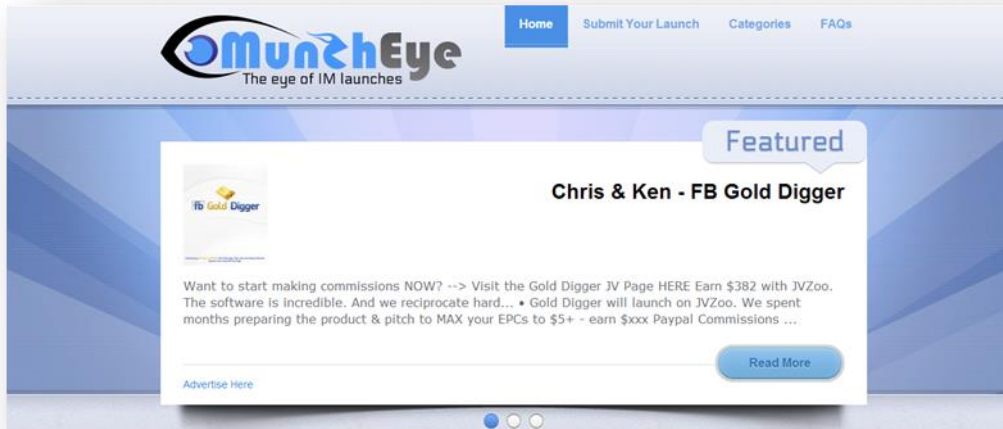 Home Submit Your Launch Categories FAQs
MunchEye
The eye of IM launches
Featured
fb Gold Digger
Chris & Ken - FB Gold Digger
Want to start making commissions NOW? --> Visit the Gold Digger JV Page HERE Earn $382 with JVZoo.
The software is incredible. And we reciprocate hard... • Gold Digger will launch on JVZoo. We spent
months preparing the product & pitch to MAX your EPCs to $5+ - earn $xxx Paypal Commissions ...
Read More
Advertise Here